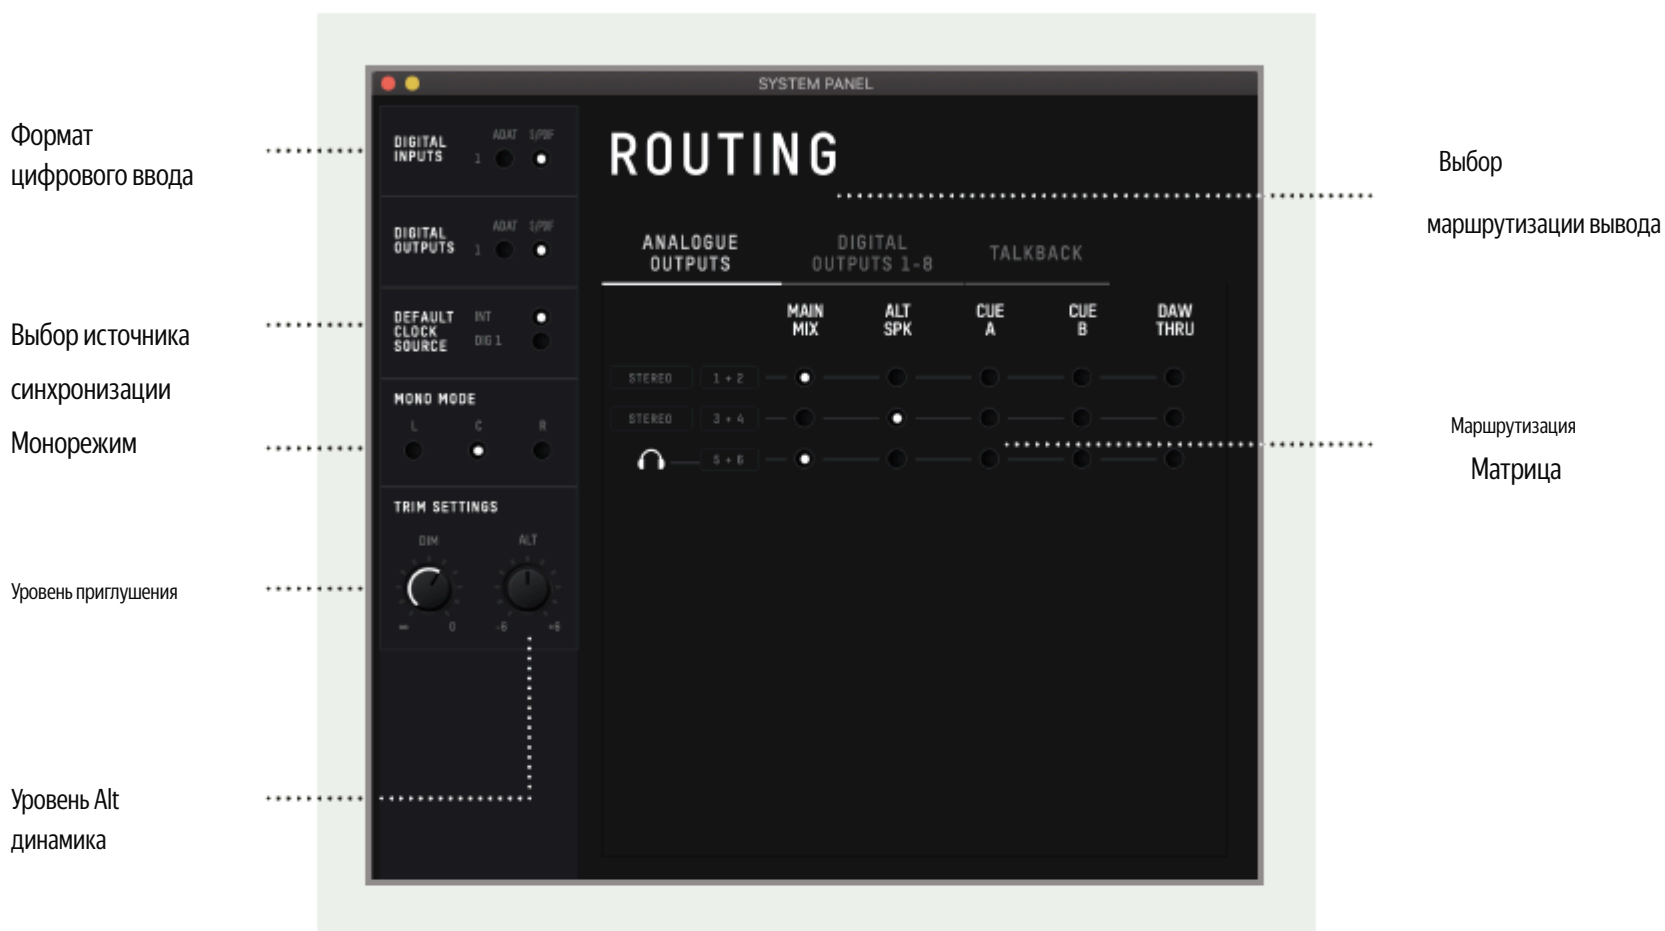 Формат
цифрового ввода
Выбор источника
синхронизации
Монорежим
Уровень приглушения
Уровень Alt
динамика
SYSTEM PANEL
DIGITAL
INPUTS
ADAT S/PDIF
1
DIGITAL
OUTPUTS
ADAT S/PDIF
1
DEFAULT
CLOCK
SOURCE
INT
DIG 1
MONO MODE
L C R
TRIM SETTINGS
DIM ALT
-∞ 0 -6 +6
ROUTING
ANALOGUE
OUTPUTS
DIGITAL
OUTPUTS 1-8
TALKBACK
MAIN
MIX
ALT
SPK
CUE
A
CUE
B
DAW
THRU
STEREO 1 + 2
STEREO 3 + 4
5 + 6
Выбор
маршрутизации вывода
Маршрутизация
Матрица